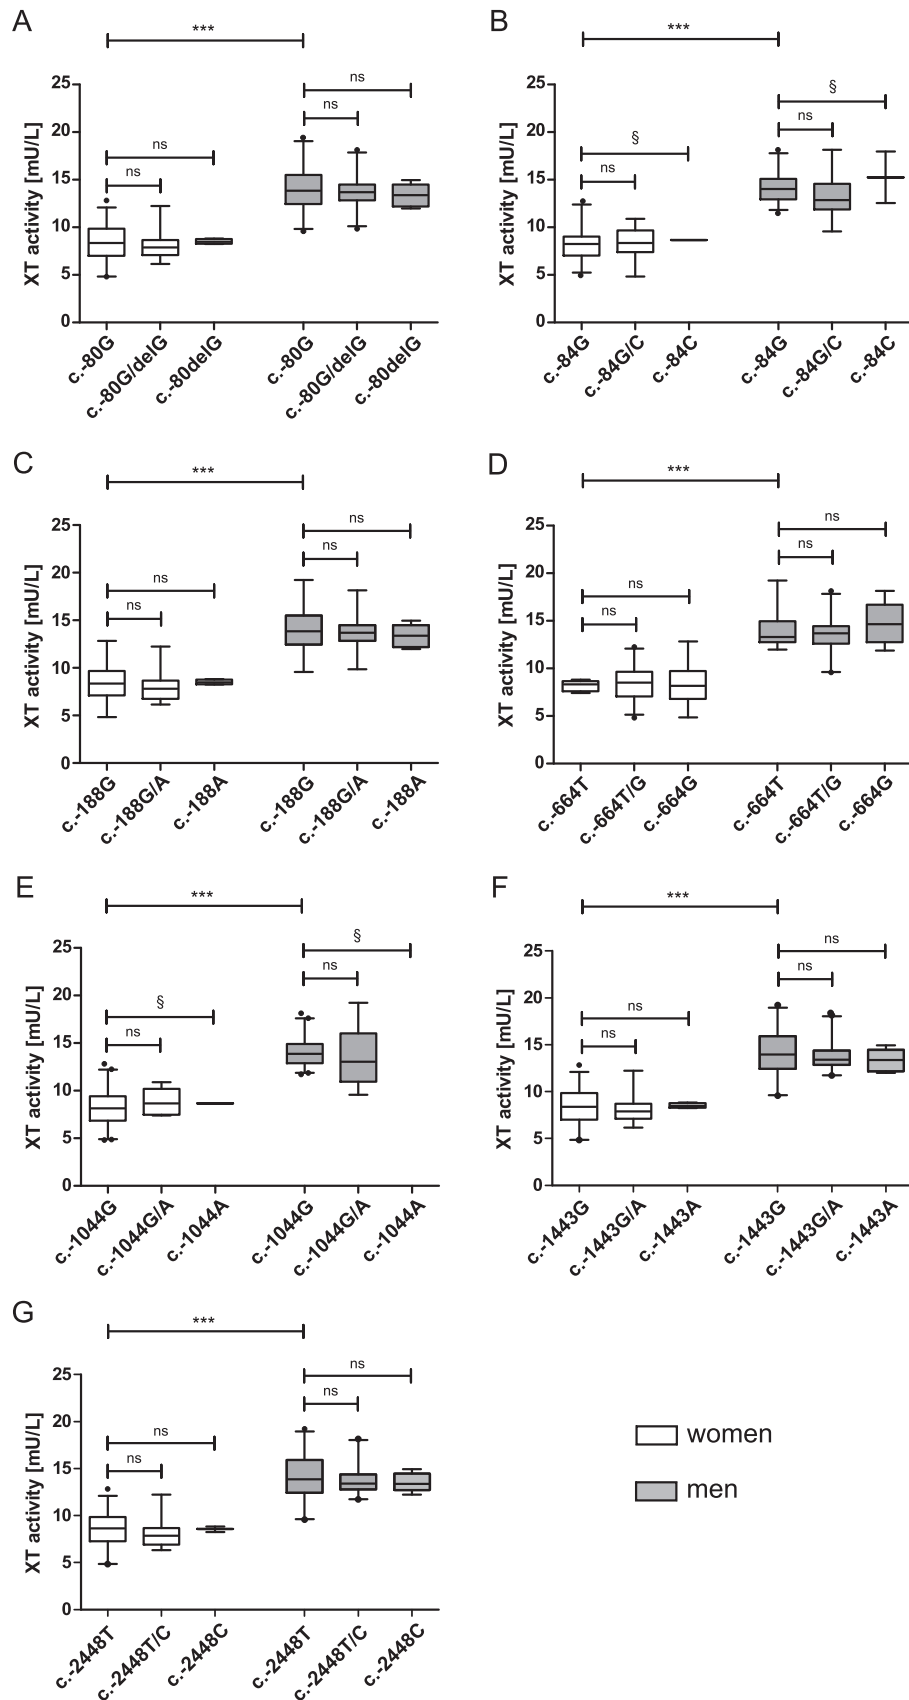 A
***
ns
ns
ns
ns
XT activity [mU/L]
25
20
15
10
5
0
c.-80G
c.-80G/delG
c.-80delG
c.-80G
c.-80G/delG
c.-80delG
B
***
§
ns
§
ns
XT activity [mU/L]
25
20
15
10
5
0
c.-84G
c.-84G/C
c.-84C
c.-84G
c.-84G/C
c.-84C
C
***
ns
ns
ns
ns
XT activity [mU/L]
25
20
15
10
5
0
c.-188G
c.-188G/A
c.-188A
c.-188G
c.-188G/A
c.-188A
D
***
ns
ns
ns
ns
XT activity [mU/L]
25
20
15
10
5
0
c.-664T
c.-664T/G
c.-664G
c.-664T
c.-664T/G
c.-664G
E
***
§
ns
§
ns
XT activity [mU/L]
25
20
15
10
5
0
c.-1044G
c.-1044G/A
c.-1044A
c.-1044G
c.-1044G/A
c.-1044A
F
***
ns
ns
ns
ns
XT activity [mU/L]
25
20
15
10
5
0
c.-1443G
c.-1443G/A
c.-1443A
c.-1443G
c.-1443G/A
c.-1443A
G
***
ns
ns
ns
ns
XT activity [mU/L]
25
20
15
10
5
0
c.-2448T
c.-2448T/C
c.-2448C
c.-2448T
c.-2448T/C
c.-2448C
women
men